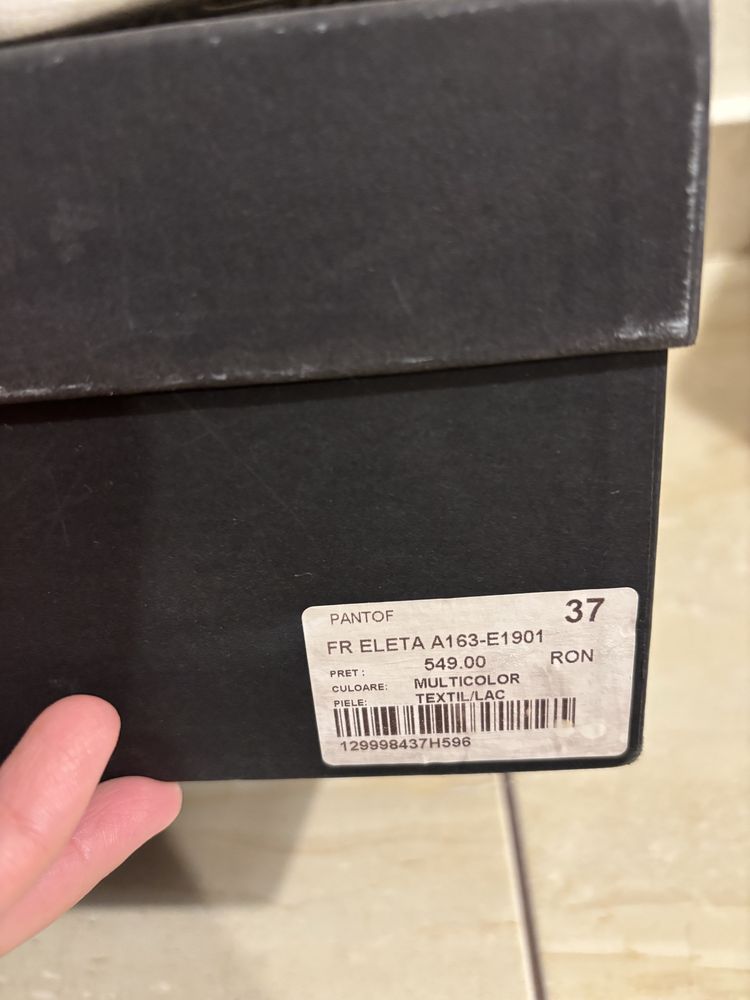 PANTOF 37
FR ELETA A163-E1901
PRET: 549.00 RON
CULOARE: MULTICOLOR
PIELE: TEXTIL/LAC
129998437H596